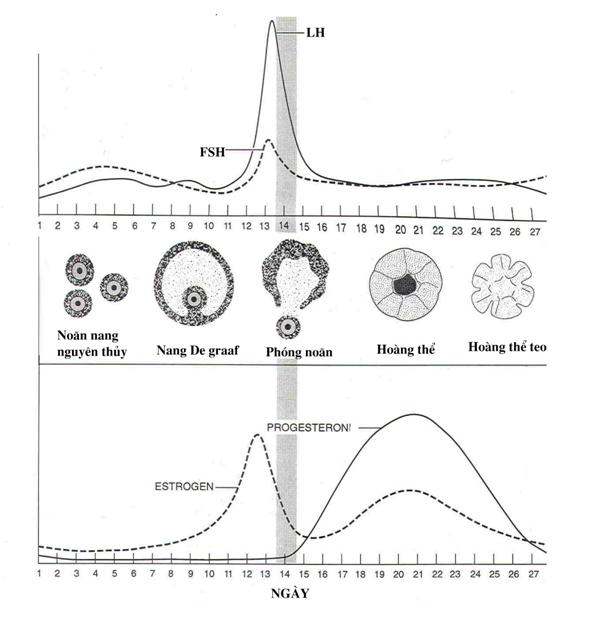 LH
FSH
1 2 3 4 5 6 7 8 9 10 11 12 13 14 15 16 17 18 19 20 21 22 23 24 25 26 27
Noãn nang
nguyên thủy
Nang De graaf
Phóng noãn
Hoàng thể
Hoàng thể teo
PROGESTERON
ESTROGEN
1 2 3 4 5 6 7 8 9 10 11 12 13 14 15 16 17 18 19 20 21 22 23 24 25 26 27
NGÀY